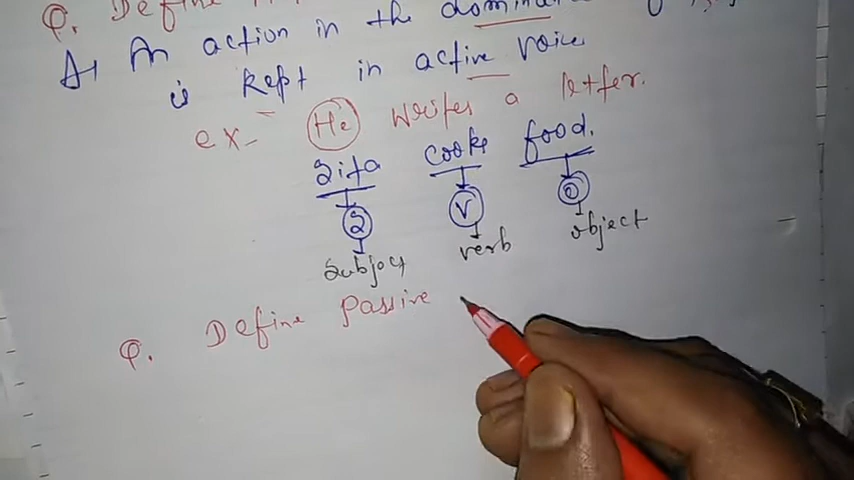 Q. Define
A) An action in the
is kept in active voice
ex- He writes a letter.
Sita cooks food.
S V O
Subject verb object
Q. Define Passive